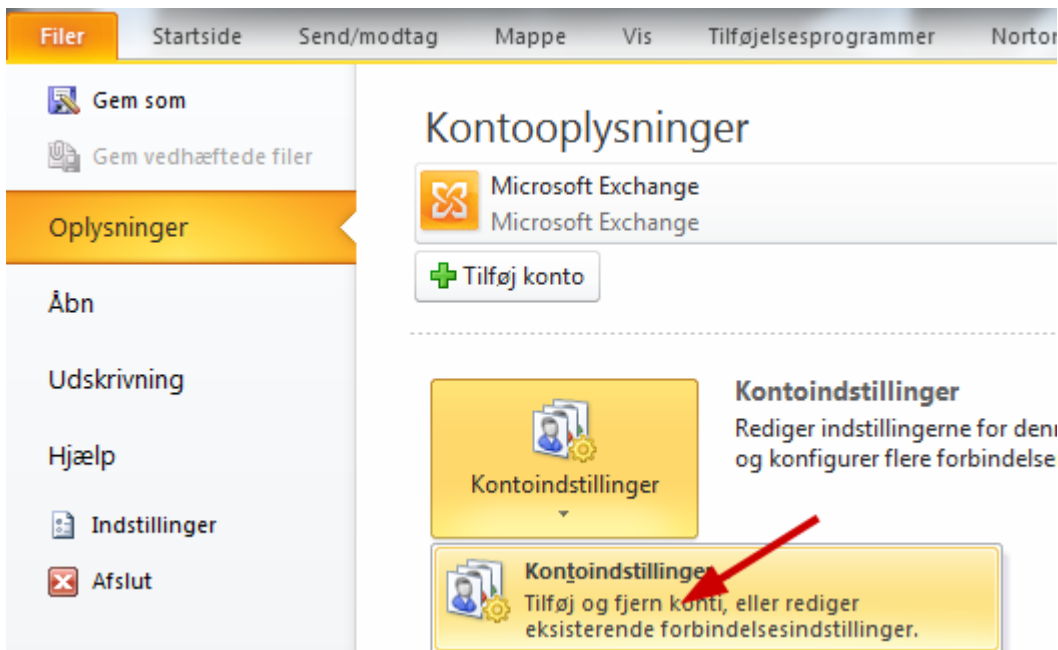 Filer Startside Send/modtag Mappe Vis Tilføjelsesprogrammer
Gem som
Gem vedhæftede filer
Oplysninger
Åbn
Udskrivning
Hjælp
Indstillinger
Afslut
Kontooplysninger
Microsoft Exchange
Microsoft Exchange
Tilføj konto
Kontoindstillinger
Kontoindstillinger
Rediger indstillingerne for
og konfigurer flere
Kontoindstillinger
Tilføj og fjern konti, eller rediger
eksisterende forbindelsesindstillinger.